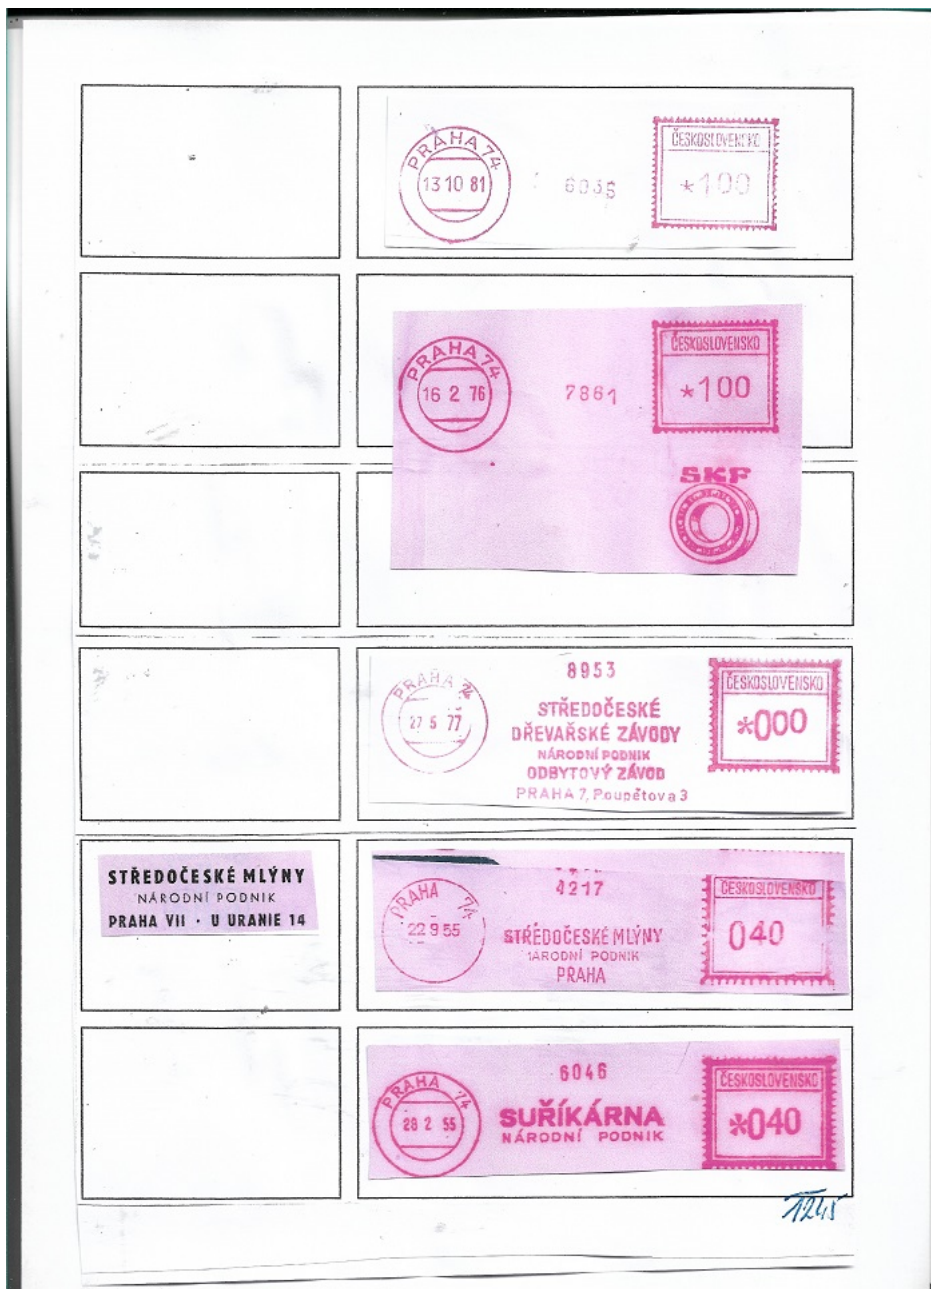 PRAHA 74
13 10 81
6036
ČESKOSLOVENSKO
*100
PRAHA 74
16 2 76
7861
ČESKOSLOVENSKO
*100
SKF
PRAHA 74
27 5 77
8953
STŘEDOČESKÉ
DŘEVAŘSKÉ ZÁVODY
NÁRODNÍ PODNIK
ODBYTOVÝ ZÁVOD
PRAHA 7, Poupětova 3
ČESKOSLOVENSKO
*000
STŘEDOČESKÉ MLÝNY
NÁRODNÍ PODNIK
PRAHA VII · U URANIE 14
PRAHA 74
22 9 55
4217
STŘEDOČESKÉ MLÝNY
NÁRODNÍ PODNIK
PRAHA
ČESKOSLOVENSKO
040
PRAHA 74
28 2 55
6046
SUŘÍKÁRNA
NÁRODNÍ PODNIK
ČESKOSLOVENSKO
*040